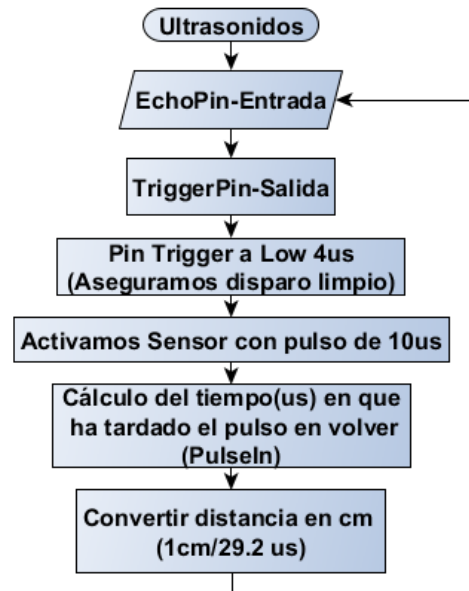 Ultrasonidos
EchoPin-Entrada
TriggerPin-Salida
Pin Trigger a Low 4us
(Aseguramos disparo limpio)
Activamos Sensor con pulso de 10us
Cálculo del tiempo(us) en que
ha tardado el pulso en volver
(PulseIn)
Convertir distancia en cm
(1cm/29.2 us)